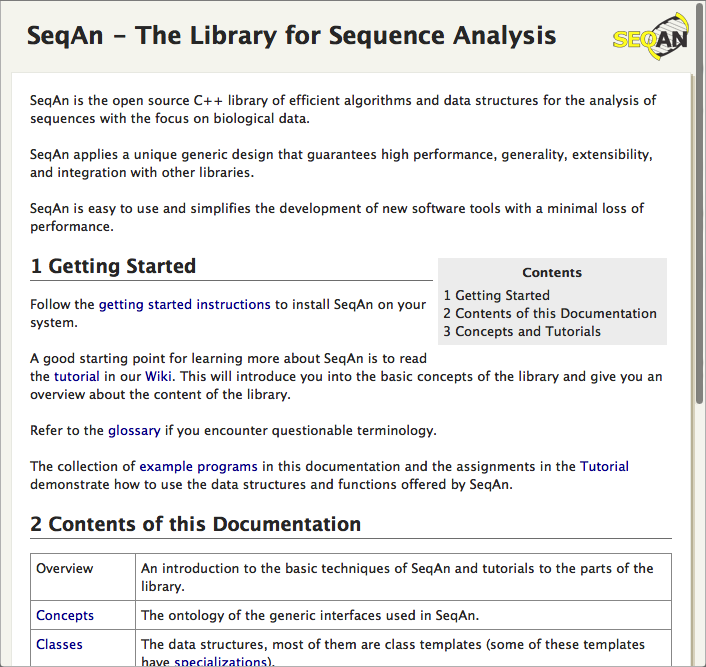 SeqAn – The Library for Sequence Analysis
SEQAN
SeqAn is the open source C++ library of efficient algorithms and data structures for the analysis of
sequences with the focus on biological data.
SeqAn applies a unique generic design that guarantees high performance, generality, extensibility,
and integration with other libraries.
SeqAn is easy to use and simplifies the development of new software tools with a minimal loss of
performance.
1 Getting Started
Contents
1 Getting Started
2 Contents of this Documentation
3 Concepts and Tutorials
Follow the getting started instructions to install SeqAn on your
system.
A good starting point for learning more about SeqAn is to read
the tutorial in our Wiki. This will introduce you into the basic concepts of the library and give you an
overview about the content of the library.
Refer to the glossary if you encounter questionable terminology.
The collection of example programs in this documentation and the assignments in the Tutorial
demonstrate how to use the data structures and functions offered by SeqAn.
2 Contents of this Documentation
Overview
An introduction to the basic techniques of SeqAn and tutorials to the parts of the
library.
Concepts
The ontology of the generic interfaces used in SeqAn.
Classes
The data structures, most of them are class templates (some of these templates
have specializations).